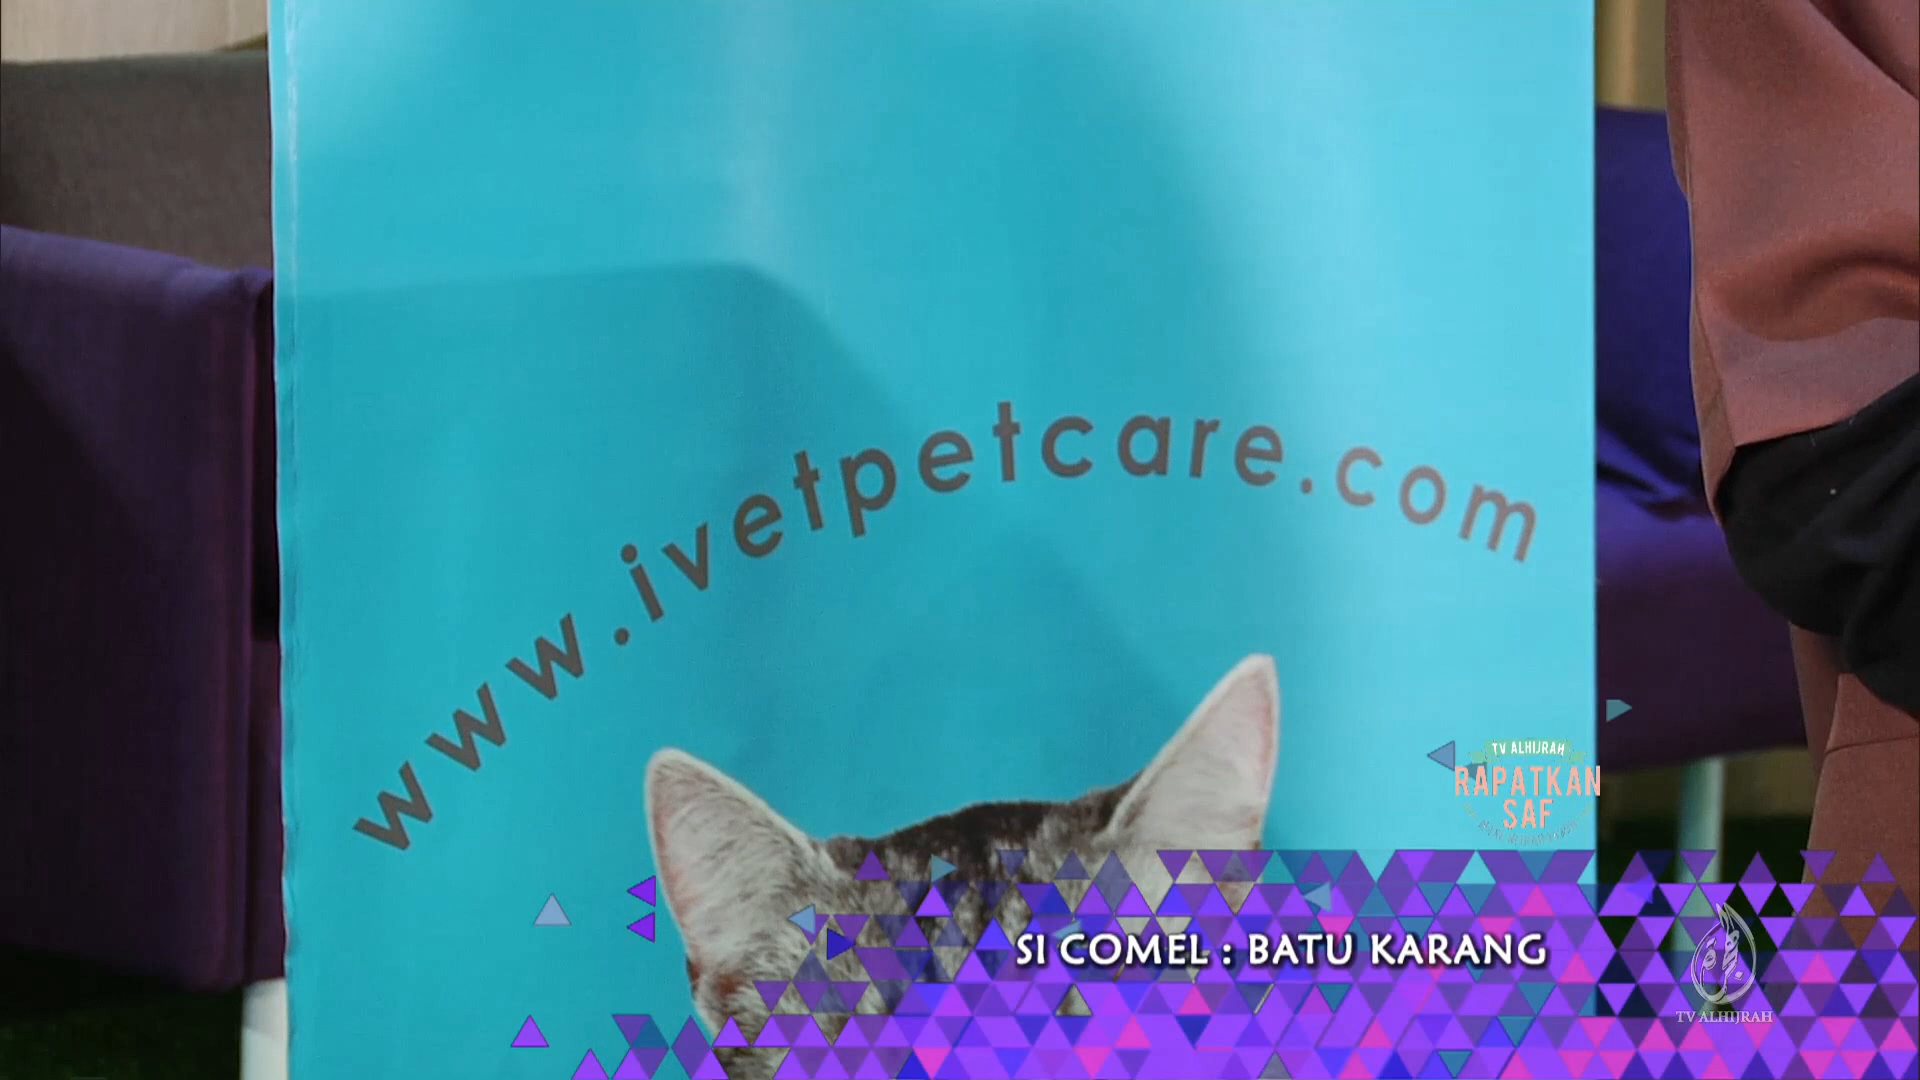 www.ivetpetcare.com
TV ALHIJRAH
RAPATKAN
SAF
SI COMEL : BATU KARANG
TV ALHIJRAH